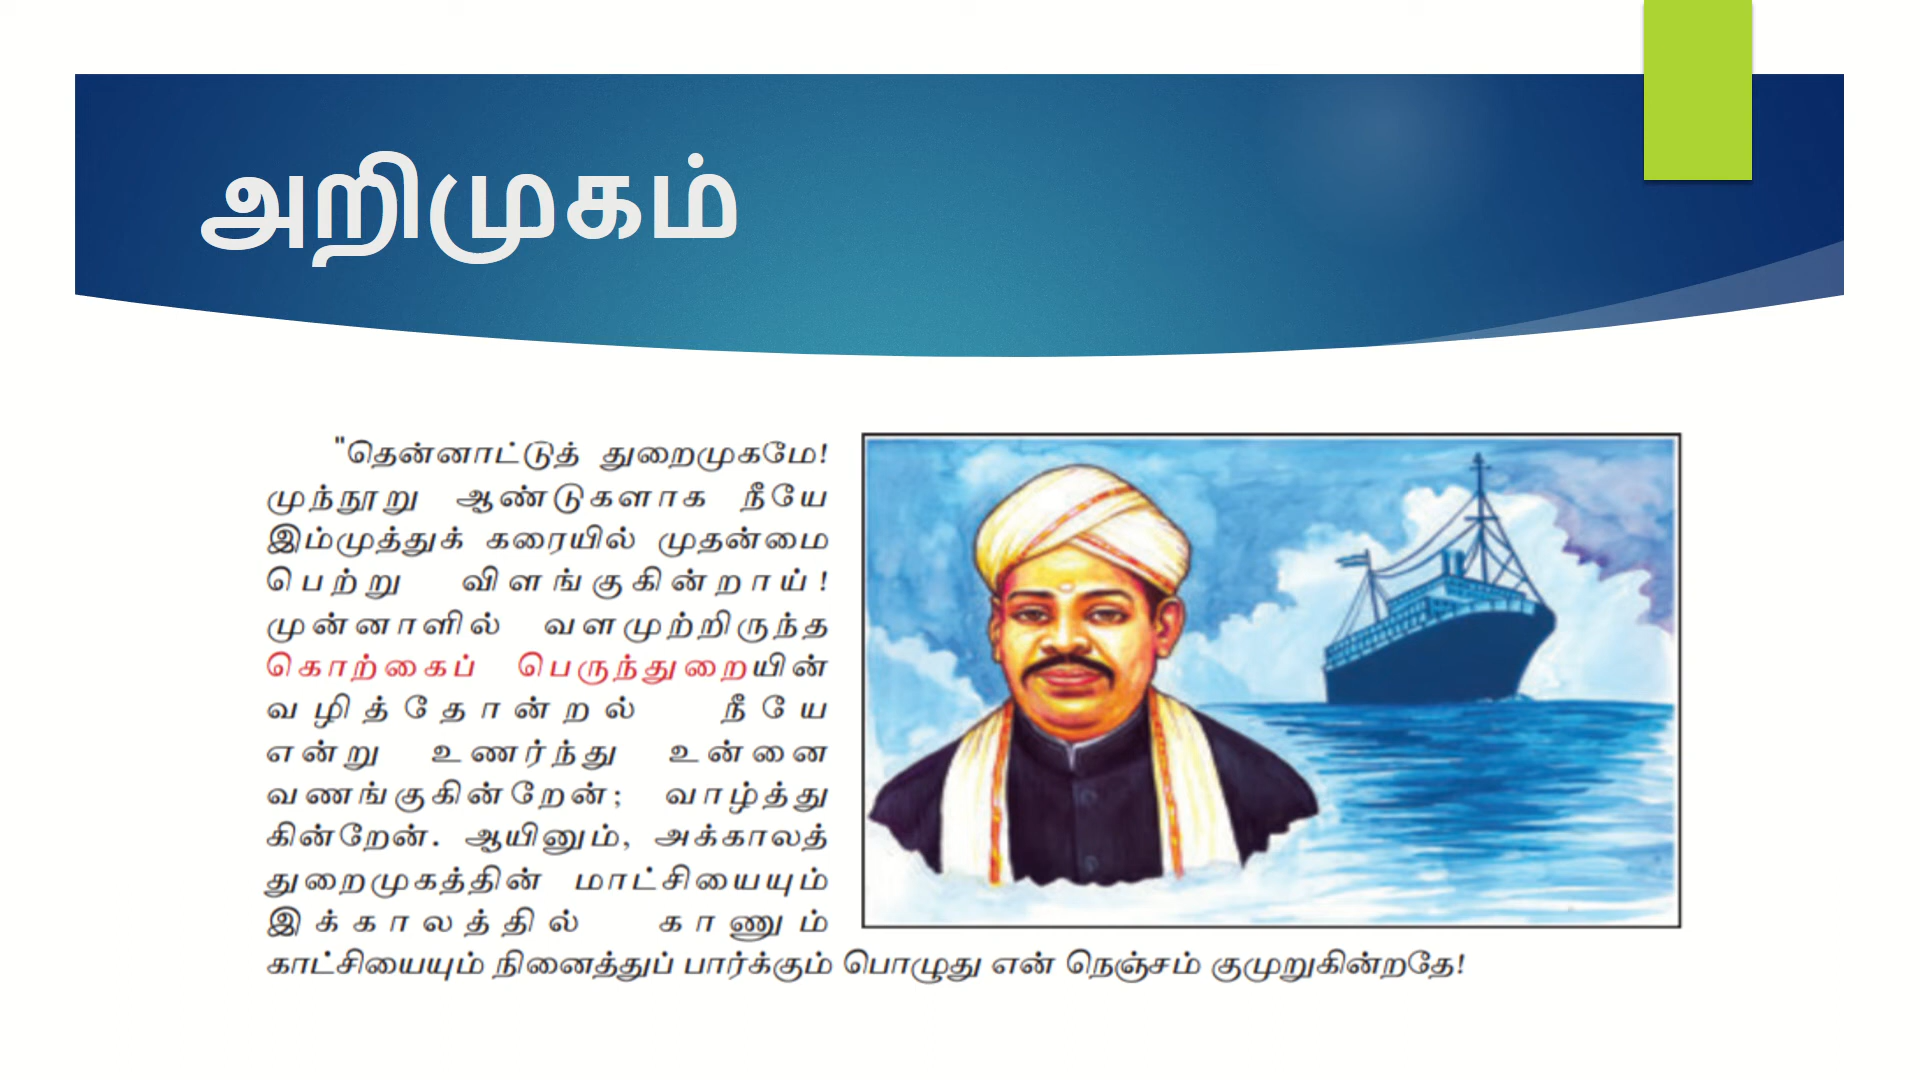 அறிமுகம்
"தென்னாட்டுத் துறைமுகமே!
முந்நூறு ஆண்டுகளாக நீயே
இம்முத்துக் கரையில் முதன்மை
பெற்று விளங்குகின்றாய்!
முன்னாளில் வளமுற்றிருந்த
கொற்கைப் பெருந்துறையின்
வழித்தோன்றல் நீயே
என்று உணர்ந்து உன்னை
வணங்குகின்றேன்; வாழ்த்து
கின்றேன். ஆயினும், அக்காலத்
துறைமுகத்தின் மாட்சியையும்
இக்காலத்தில் காணும்
காட்சியையும் நினைத்துப் பார்க்கும் பொழுது என் நெஞ்சம் குமுறுகின்றதே!